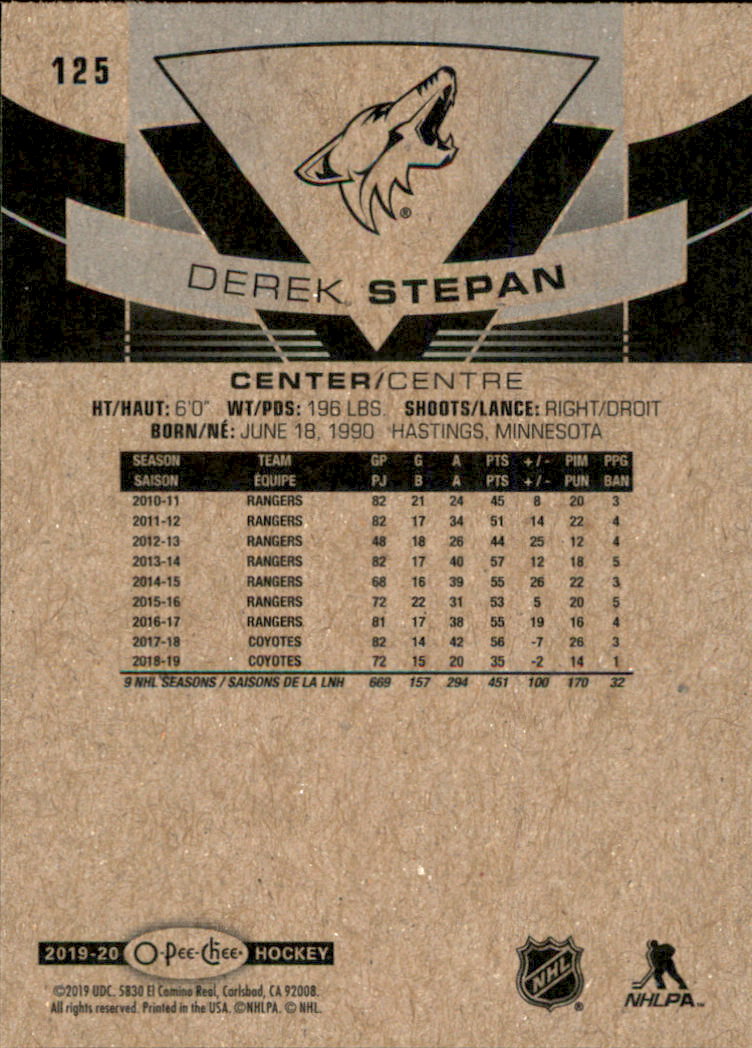 125
®
DEREK STEPAN
CENTER/CENTRE
HT/HAUT: 6'0" WT/PDS: 196 LBS. SHOOTS/LANCE: RIGHT/DROIT
BORN/NÉ: JUNE 18, 1990 HASTINGS, MINNESOTA
SEASON TEAM GP G A PTS +/- PIM PPG
SAISON ÉQUIPE PJ B A PTS +/- PUN BAN
2010-11 RANGERS 82 21 24 45 8 20 3
2011-12 RANGERS 82 17 34 51 14 22 4
2012-13 RANGERS 48 18 26 44 25 12 4
2013-14 RANGERS 82 17 40 57 12 18 5
2014-15 RANGERS 68 16 39 55 26 22 3
2015-16 RANGERS 72 22 31 53 5 20 5
2016-17 RANGERS 81 17 38 55 19 16 4
2017-18 COYOTES 82 14 42 56 -7 26 3
2018-19 COYOTES 72 15 20 35 -2 14 1
9 NHL SEASONS / SAISONS DE LA LNH 669 157 294 451 100 170 32
2019-20 O-Pee-Chee HOCKEY
NHL ®
NHLPA™
©2019 UDC. 5830 El Camino Real, Carlsbad, CA 92008.
All rights reserved. Printed in the USA. ©NHLPA. © NHL.